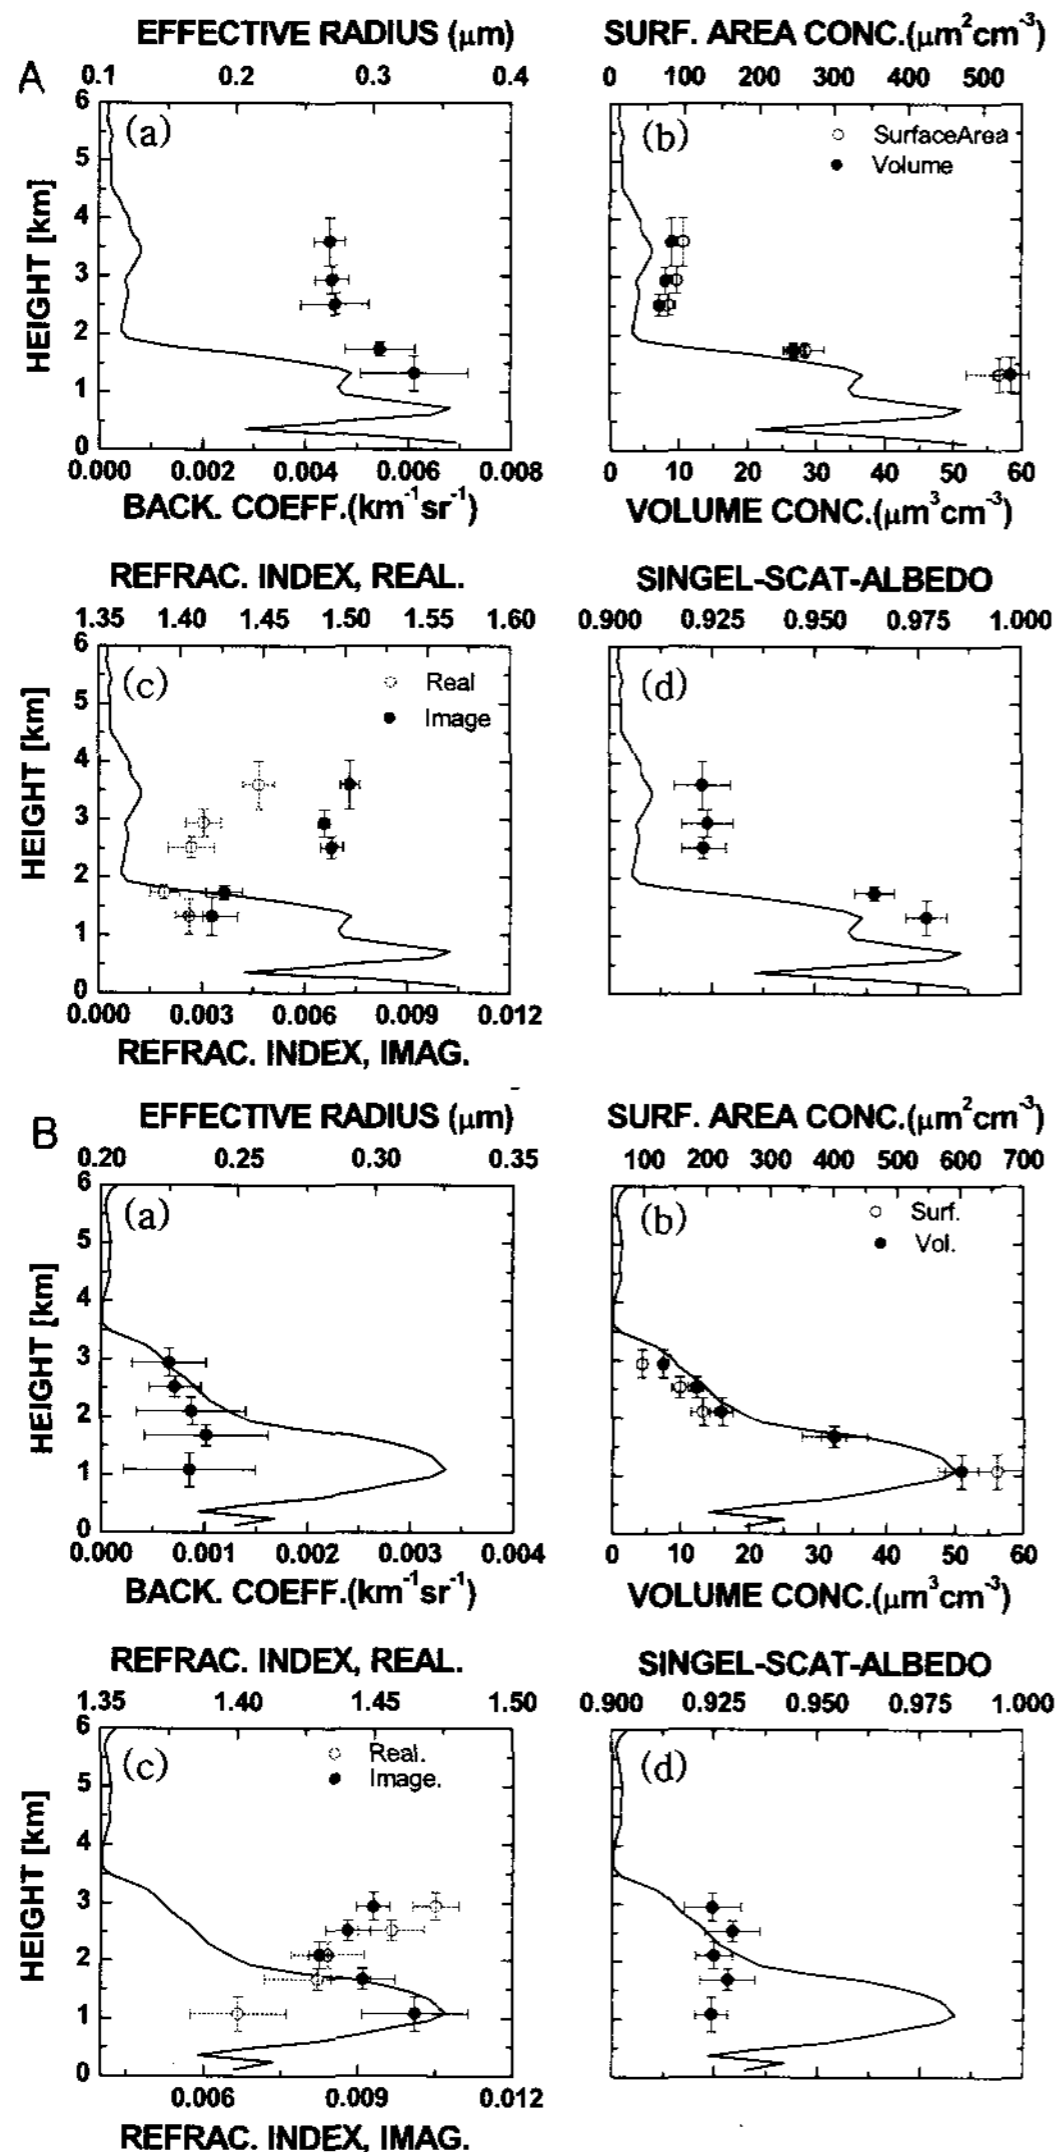 A
EFFECTIVE RADIUS (μm)
0.1 0.2 0.3 0.4
(a)
6
5
4
3
2
1
0
HEIGHT [km]
0.000 0.002 0.004 0.006 0.008
BACK. COEFF.(km⁻¹sr⁻¹)
SURF. AREA CONC.(μm²cm⁻³)
0 100 200 300 400 500
(b)
SurfaceArea
Volume
0 10 20 30 40 50 60
VOLUME CONC.(μm³cm⁻³)
REFRAC. INDEX, REAL.
1.35 1.40 1.45 1.50 1.55 1.60
(c)
Real
Image
6
5
4
3
2
1
0
HEIGHT [km]
0.000 0.003 0.006 0.009 0.012
REFRAC. INDEX, IMAG.
SINGEL-SCAT-ALBEDO
0.900 0.925 0.950 0.975 1.000
(d)
B
EFFECTIVE RADIUS (μm)
0.20 0.25 0.30 0.35
(a)
6
5
4
3
2
1
0
HEIGHT [km]
0.000 0.001 0.002 0.003 0.004
BACK. COEFF.(km⁻¹sr⁻¹)
SURF. AREA CONC.(μm²cm⁻³)
100 200 300 400 500 600 700
(b)
Surf.
Vol.
0 10 20 30 40 50 60
VOLUME CONC.(μm³cm⁻³)
REFRAC. INDEX, REAL.
1.35 1.40 1.45 1.50
(c)
Real.
Image.
6
5
4
3
2
1
0
HEIGHT [km]
0.006 0.009 0.012
REFRAC. INDEX, IMAG.
SINGEL-SCAT-ALBEDO
0.900 0.925 0.950 0.975 1.000
(d)